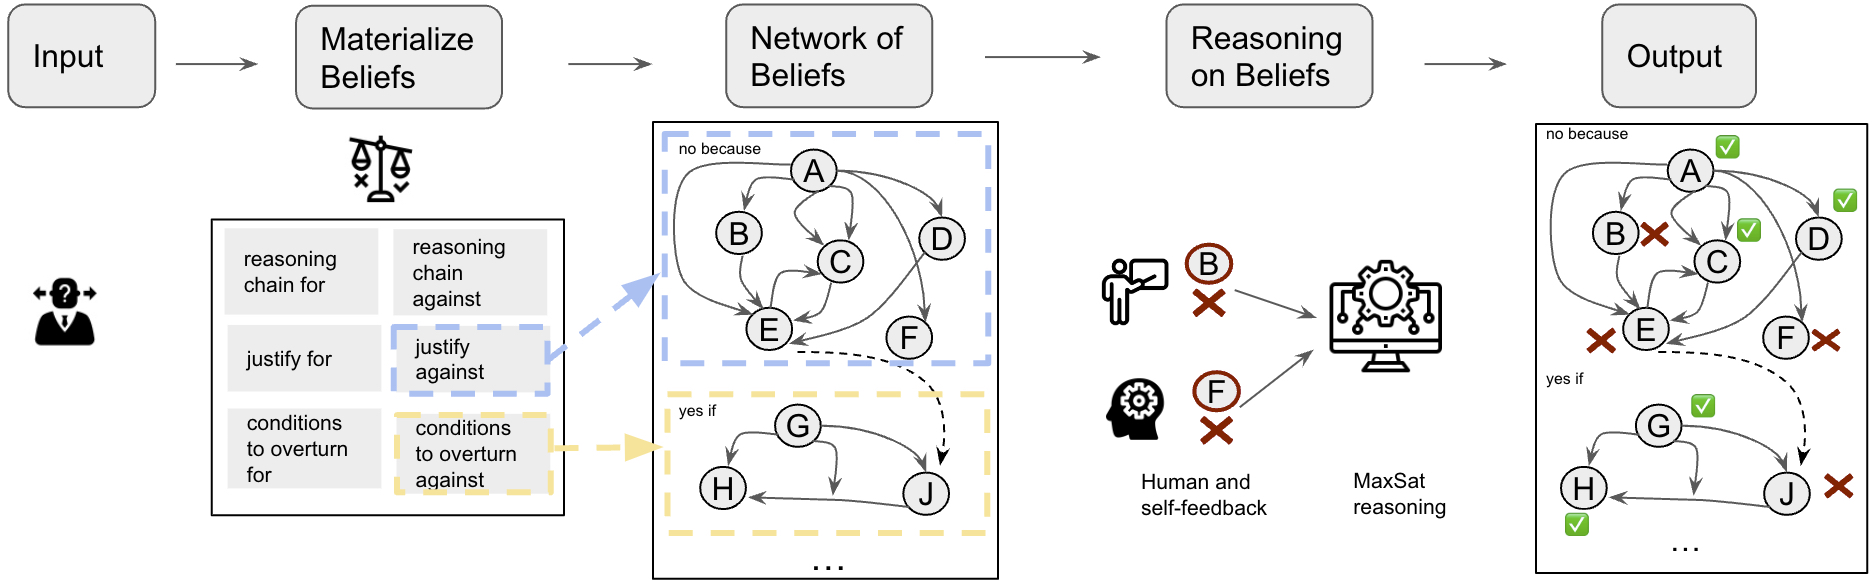 Input
Materialize
Beliefs
Network of
Beliefs
Reasoning
on Beliefs
Output
reasoning
chain for
reasoning
chain
against
justify for
justify
against
conditions
to overturn
for
conditions
to overturn
against
?
no because
A
B
C
D
E
F
yes if
G
H
J
...
B
F
Human and
self-feedback
MaxSat
reasoning
no because
A
B
C
D
E
F
yes if
G
H
J
...